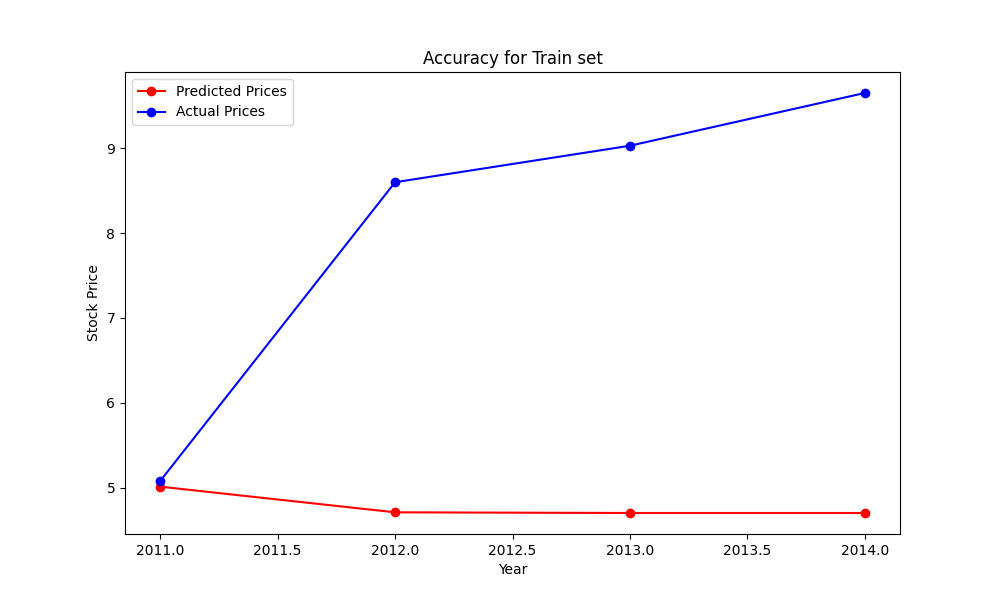 Accuracy for Train set
Predicted Prices
Actual Prices
9
8
7
6
5
Stock Price
2011.0 2011.5 2012.0 2012.5 2013.0 2013.5 2014.0
Year